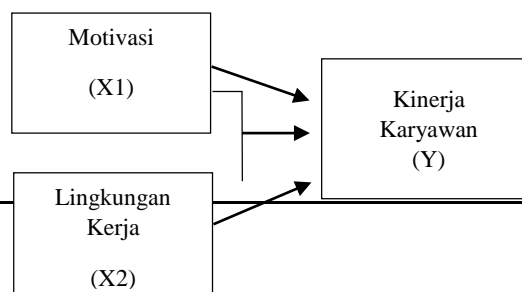 Motivasi
(X1)
Kinerja
Karyawan
(Y)
Lingkungan
Kerja
(X2)